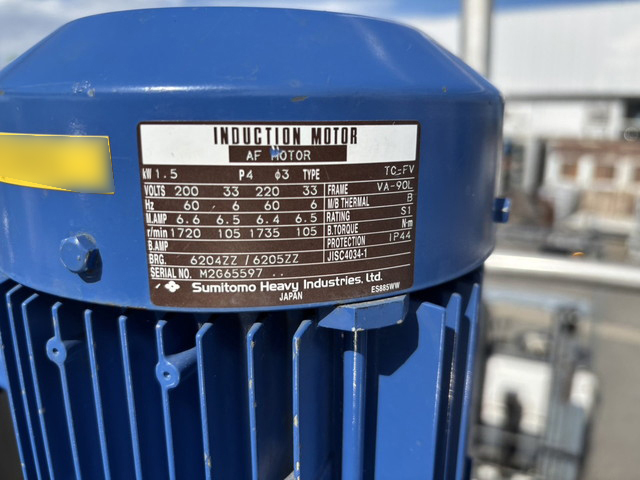 INDUCTION MOTOR
AF MOTOR
kW 1.5 P4 ϕ3 TYPE TC-FV
VOLTS 200 33 220 33 FRAME VA-90L
Hz 60 6 60 6 M/B THERMAL B
M.AMP 6.6 6.5 6.4 6.5 RATING S1
r/min 1720 105 1735 105 B.TORQUE N·m
B.AMP PROTECTION IP44
BRG. 6204ZZ / 6205ZZ JISC4034-1
SERIAL NO. M2G65597 ..
Sumitomo Heavy Industries, Ltd.
JAPAN ES885WW